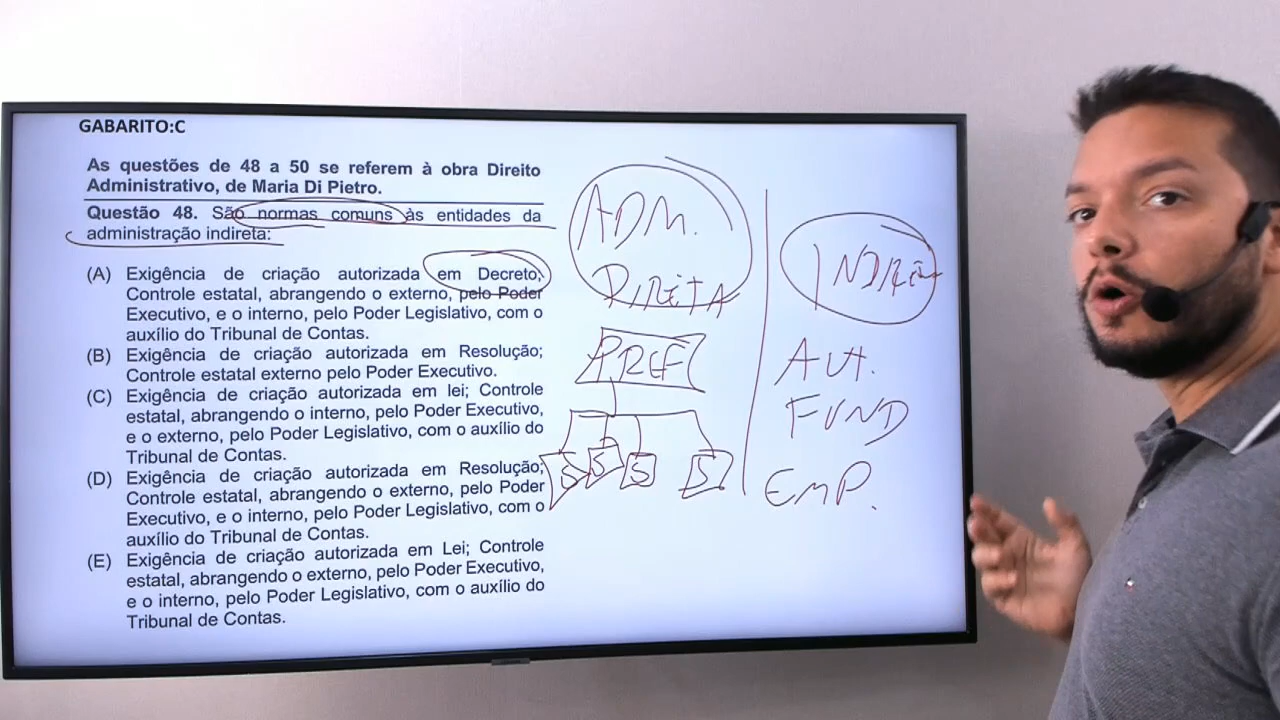 GABARITO:C
As questões de 48 a 50 se referem à obra Direito
Administrativo, de Maria Di Pietro.
Questão 48. São normas comuns às entidades da
administração indireta:
(A) Exigência de criação autorizada em Decreto;
Controle estatal, abrangendo o externo, pelo Poder
Executivo, e o interno, pelo Poder Legislativo, com o
auxílio do Tribunal de Contas.
(B) Exigência de criação autorizada em Resolução;
Controle estatal externo pelo Poder Executivo.
(C) Exigência de criação autorizada em lei; Controle
estatal, abrangendo o interno, pelo Poder Executivo,
e o externo, pelo Poder Legislativo, com o auxílio do
Tribunal de Contas.
(D) Exigência de criação autorizada em Resolução;
Controle estatal, abrangendo o externo, pelo Poder
Executivo, e o interno, pelo Poder Legislativo, com o
auxílio do Tribunal de Contas.
(E) Exigência de criação autorizada em Lei; Controle
estatal, abrangendo o externo, pelo Poder Executivo,
e o interno, pelo Poder Legislativo, com o auxílio do
Tribunal de Contas.
ADM.
DIRETA
PREF
S S S S
AUT.
FUND
EMP.